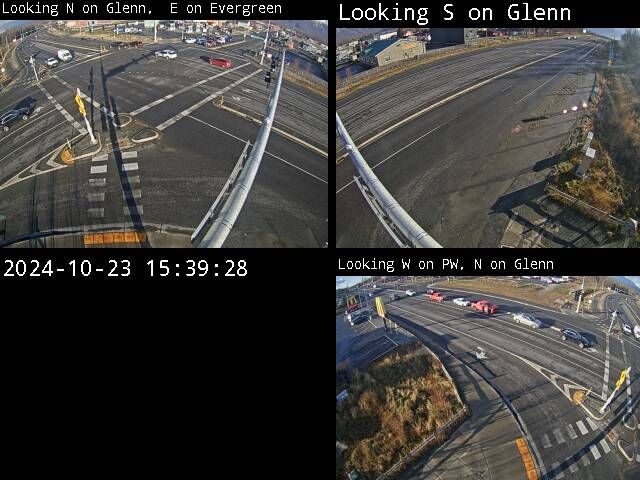 Looking N on Glenn, E on Evergreen
Looking S on Glenn
2024-10-23 15:39:28
Looking W on PW, N on Glenn